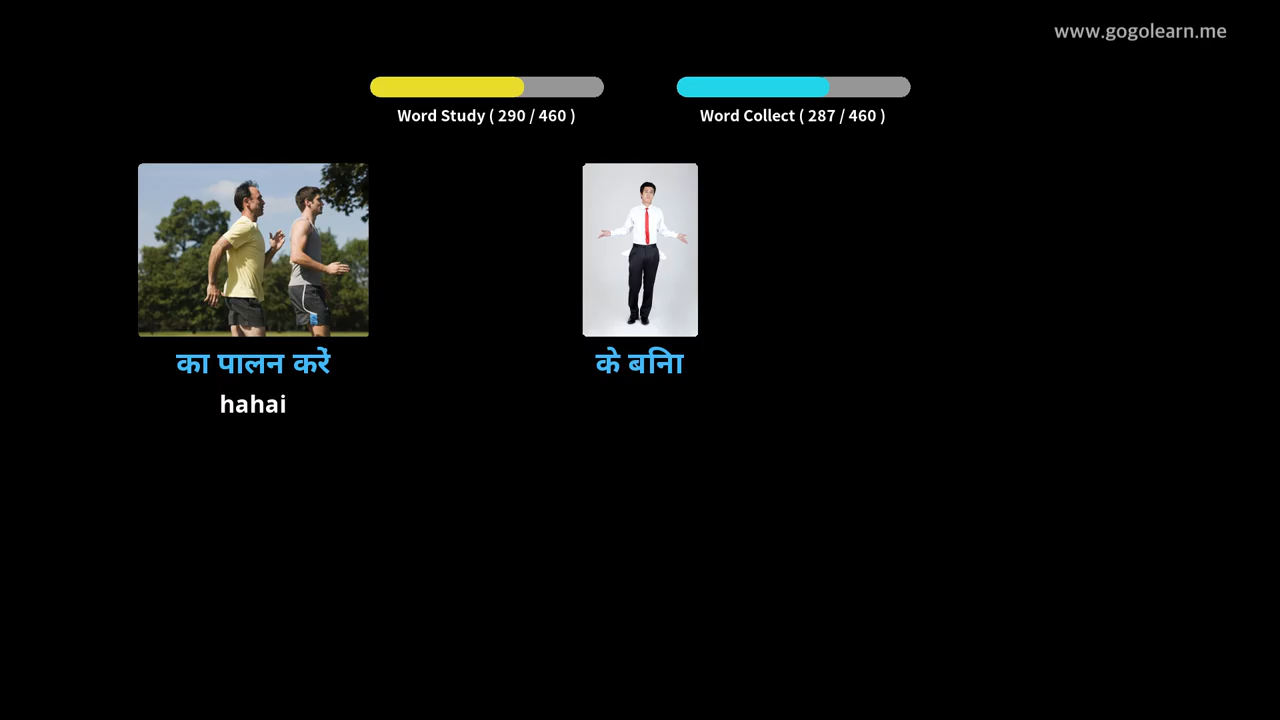 www.gogolearn.me
Word Study ( 290 / 460 )
Word Collect ( 287 / 460 )
का पालन करें
hahai
के बिना